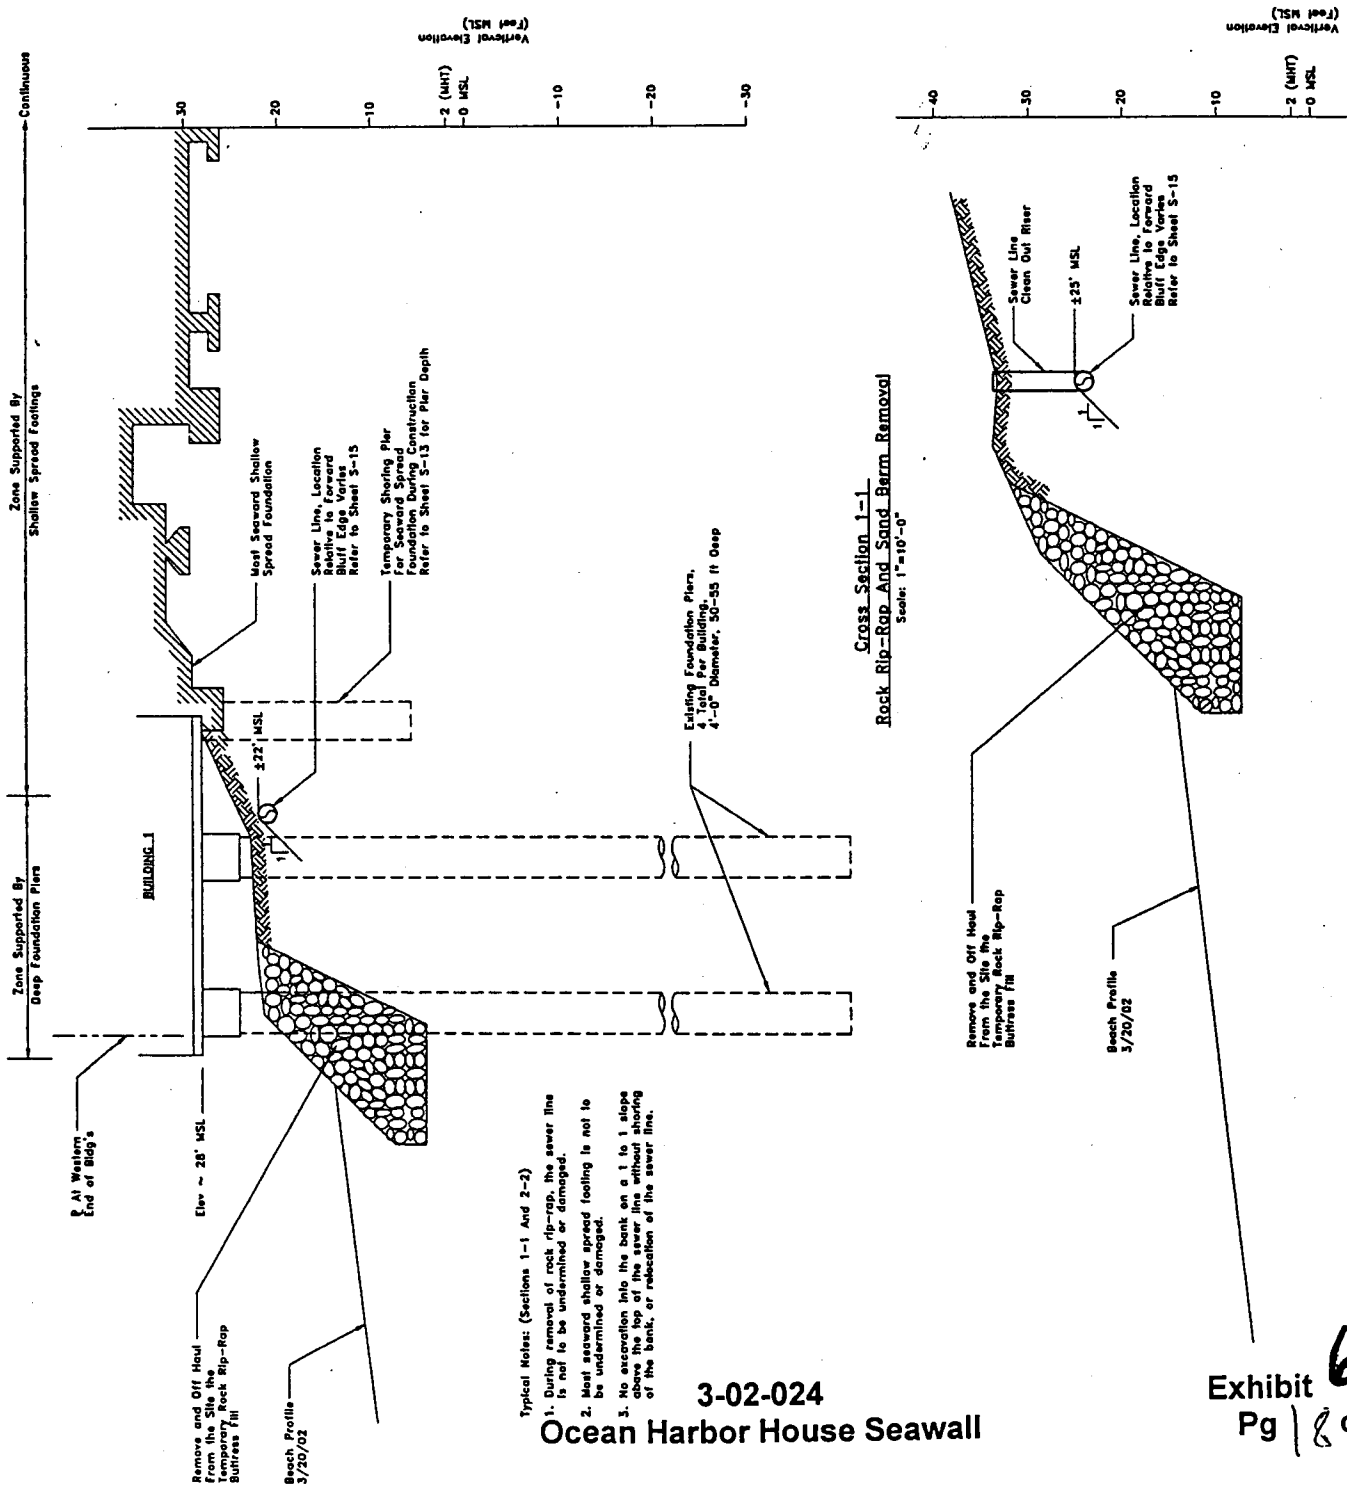 Zone Supported By
Deep Foundation Piers
Zone Supported By
Shallow Spread Footings
Continuous
At Western
End of Bldg's
Elev ~ 28' MSL
BUILDING 1
Most Seaward Shallow
Spread Foundation
Sewer Line, Location
Relative to Forward
Bluff Edge Varies
Refer to Sheet S-15
Temporary Shoring Pier
For Seaward Spread
Foundation During Construction
Refer to Sheet S-13 for Pier Depth
±22' MSL
1
1
Existing Foundation Piers,
4 Total Per Building,
4'-0" Diameter, 50-55 ft Deep
Remove and Off Haul
From the Site the
Temporary Rock Rip-Rap
Buttress Fill
Beach Profile
3/20/02
30
20
10
2 (MHT)
0 MSL
-10
-20
-30
Vertical Elevation
(Feet MSL)
Typical Notes: (Sections 1-1 And 2-2)
1. During removal of rock rip-rap, the sewer line
is not to be undermined or damaged.
2. Most seaward shallow spread footing is not to
be undermined or damaged.
3. No excavation into the bank on a 1 to 1 slope
above the top of the sewer line without shoring
of the bank, or relocation of the sewer line.
Cross Section 1-1
Rock Rip-Rap And Sand Berm Removal
Scale: 1"=10'-0"
Sewer Line
Clean Out Riser
±25' MSL
Sewer Line, Location
Relative to Forward
Bluff Edge Varies
Refer to Sheet S-15
1
1
Remove and Off Haul
From the Site the
Temporary Rock Rip-Rap
Buttress Fill
Beach Profile
3/20/02
40
30
20
10
2 (MHT)
0 MSL
Vertical Elevation
(Feet MSL)
3-02-024
Ocean Harbor House Seawall
Exhibit 6
Pg 18